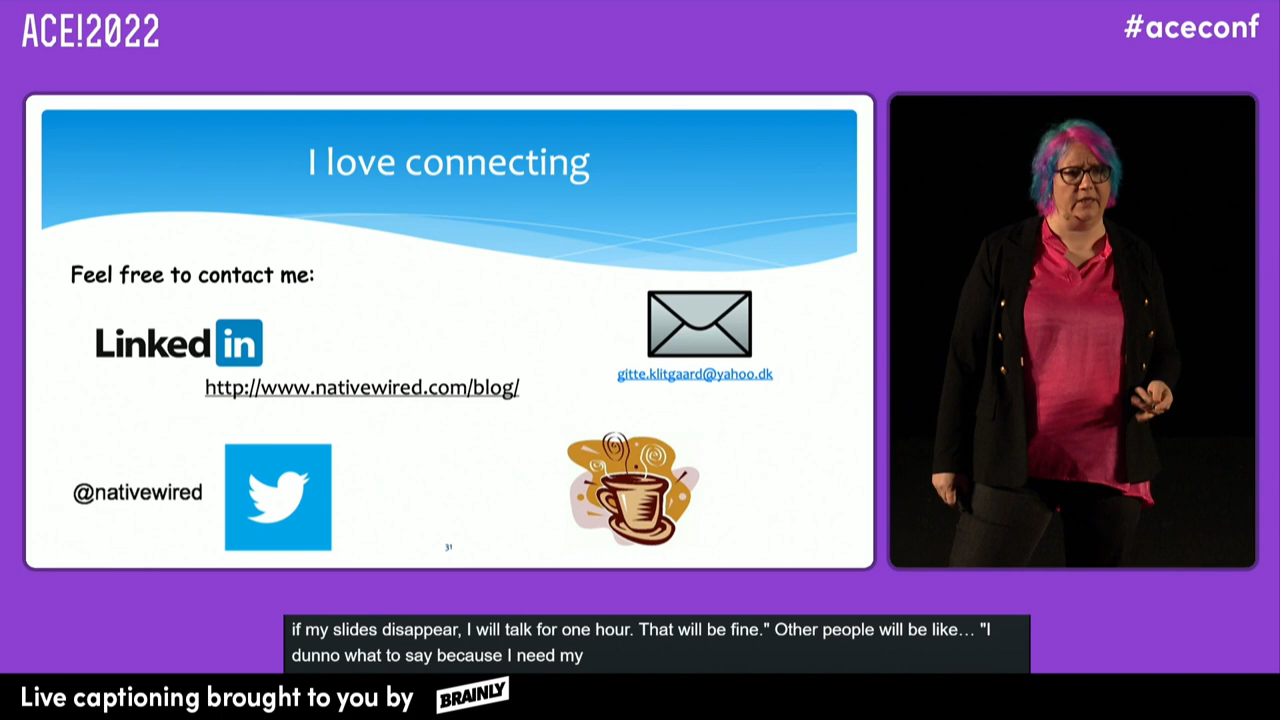 ACE!2022
#aceconf
I love connecting
Feel free to contact me:
Linked in
http://www.nativewired.com/blog/
gitte.klitgaard@yahoo.dk
@nativewired
31
if my slides disappear, I will talk for one hour. That will be fine." Other people will be like… "I
dunno what to say because I need my
Live captioning brought to you by BRAINLY